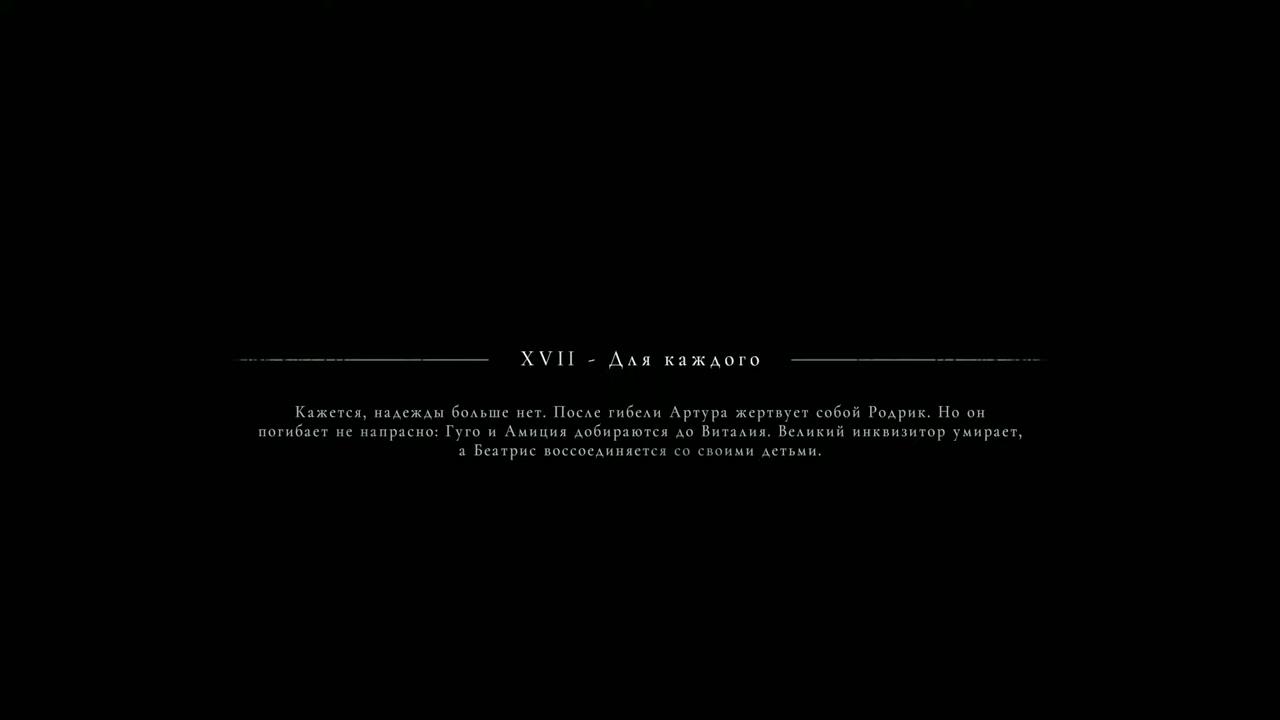 XVII - Для каждого
Кажется, надежды больше нет. После гибели Артура жертвует собой Родрик. Но он
погибает не напрасно: Гуго и Амиция добираются до Виталия. Великий инквизитор умирает,
а Беатрис воссоединяется со своими детьми.